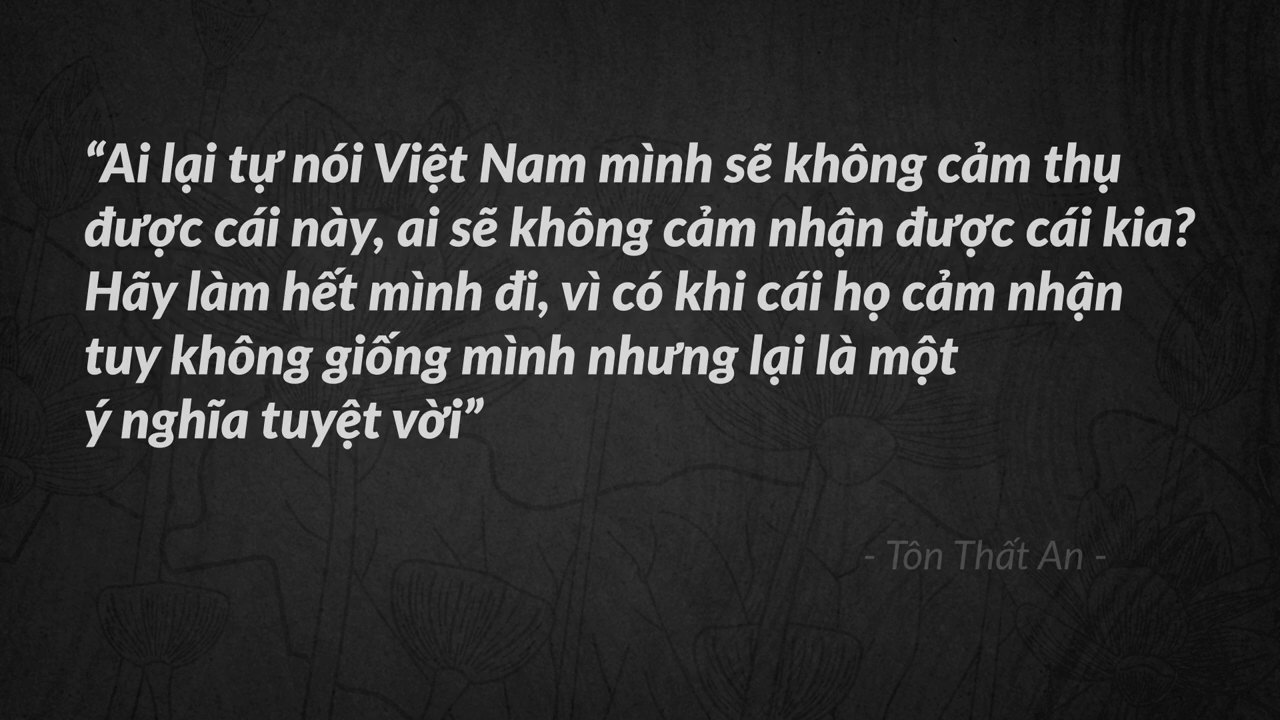 “Ai lại tự nói Việt Nam mình sẽ không cảm thụ
được cái này, ai sẽ không cảm nhận được cái kia?
Hãy làm hết mình đi, vì có khi cái họ cảm nhận
tuy không giống mình nhưng lại là một
ý nghĩa tuyệt vời”
- Tôn Thất An -